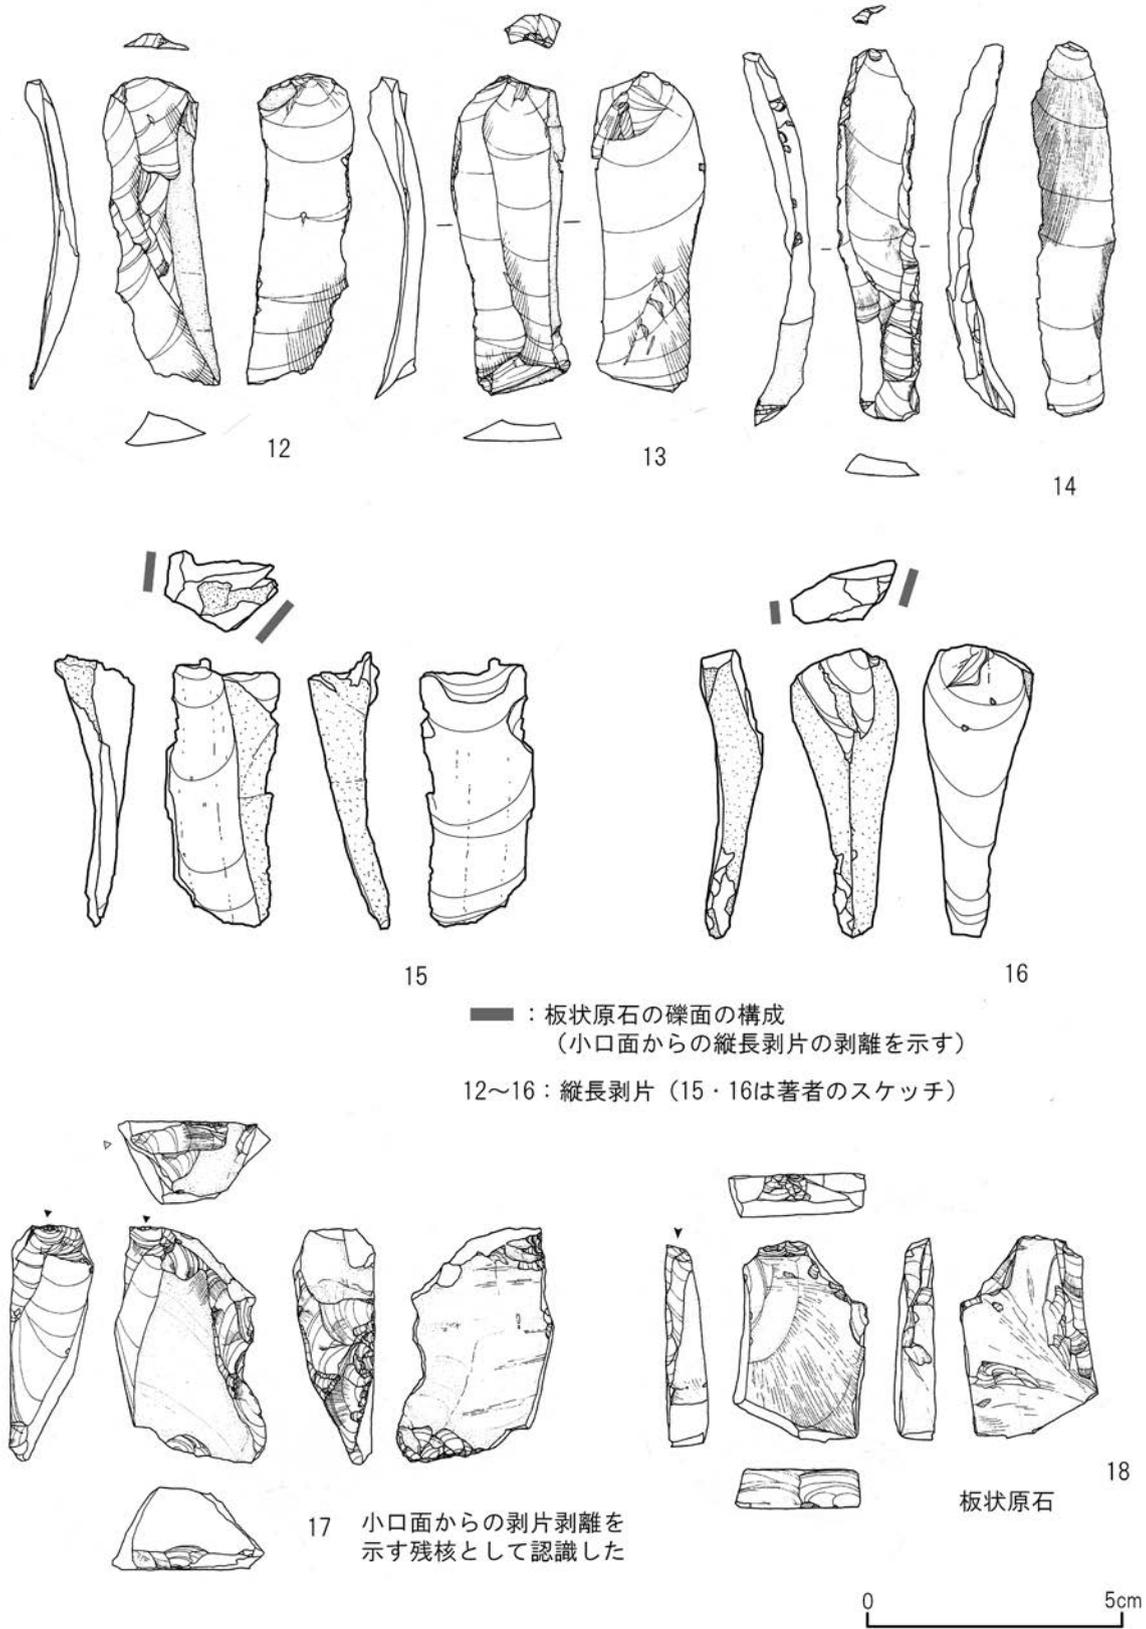 12
13
14
15
16
：板状原石の礫面の構成
（小口面からの縦長剥片の剥離を示す）
12～16：縦長剥片（15・16は著者のスケッチ）
17 小口面からの剥片剥離を
示す残核として認識した
18
板状原石
0 5cm